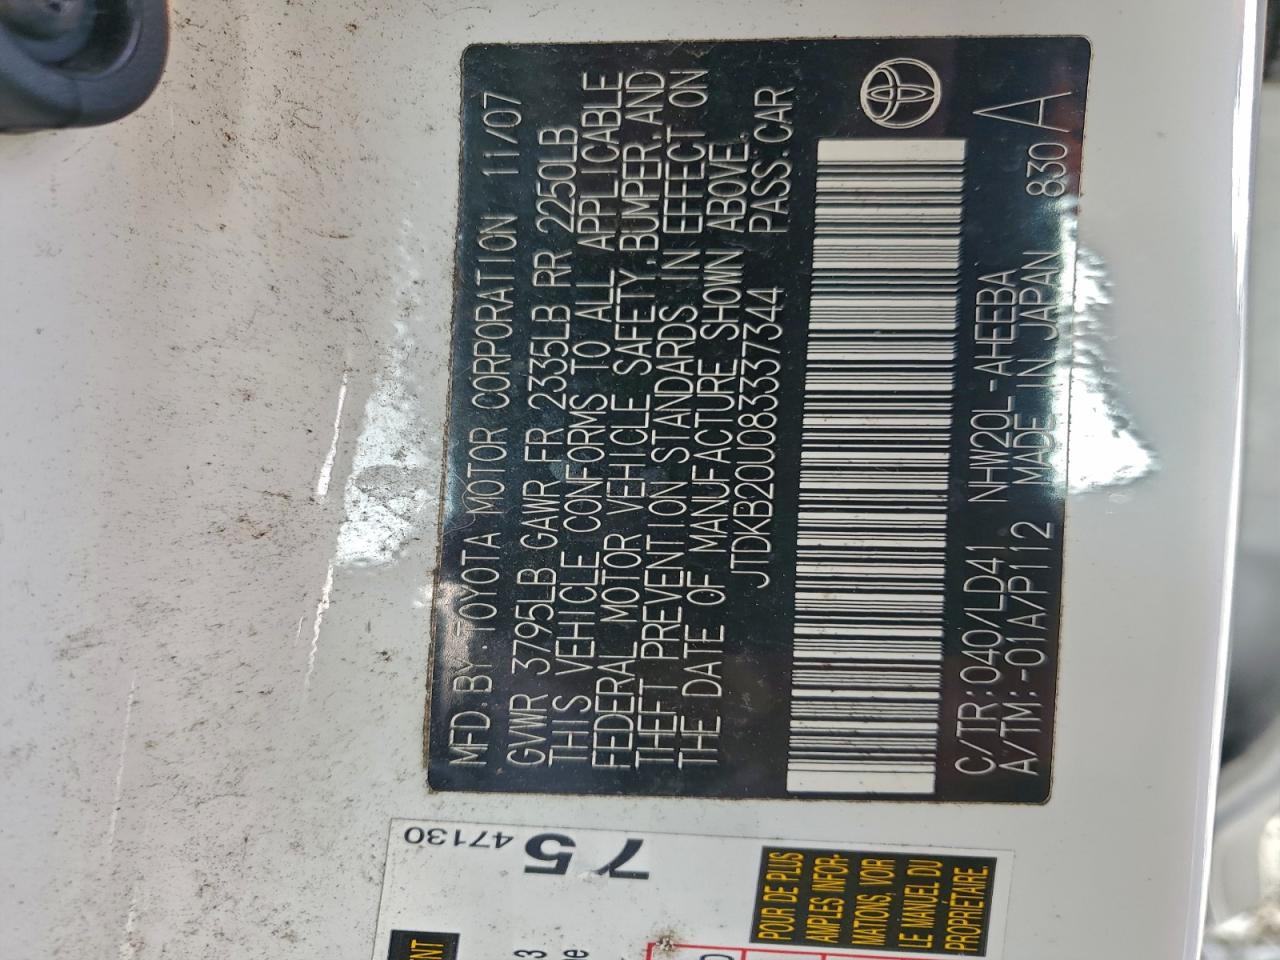 MFD.BY:TOYOTA MOTOR CORPORATION 11/07
GVWR 3795LB GAWR FR 2335LB RR 2250LB
THIS VEHICLE CONFORMS TO ALL APPLICABLE
FEDERAL MOTOR VEHICLE SAFETY,BUMPER,AND
THEFT PREVENTION STANDARDS IN EFFECT ON
THE DATE OF MANUFACTURE SHOWN ABOVE.
JTDKB20U083337344 PASS.CAR
C/TR:040/LD41 NHW20L-AHEEBA
A/TM:-01A/P112 MADE IN JAPAN 830 A
47130
75
POUR DE PLUS
AMPLES INFOR-
MATIONS, VOIR
LE MANUEL DU
PROPRIÉTAIRE.